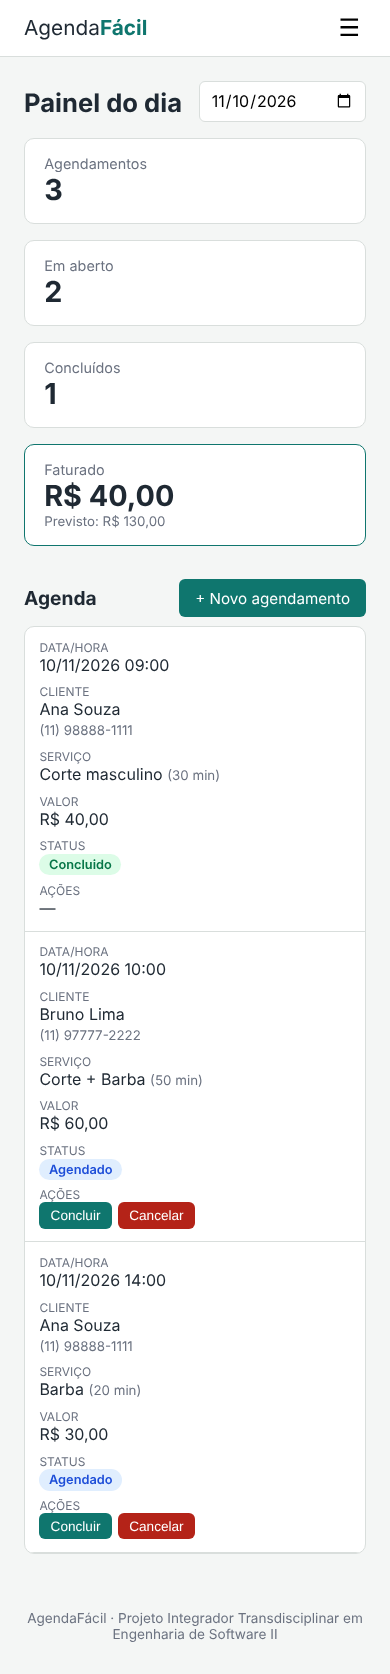 AgendaFácil
☰
Painel do dia
11/10/2026
Agendamentos
3
Em aberto
2
Concluídos
1
Faturado
R$ 40,00
Previsto: R$ 130,00
Agenda
+ Novo agendamento
DATA/HORA
10/11/2026 09:00
CLIENTE
Ana Souza
(11) 98888-1111
SERVIÇO
Corte masculino (30 min)
VALOR
R$ 40,00
STATUS
Concluido
AÇÕES
—
DATA/HORA
10/11/2026 10:00
CLIENTE
Bruno Lima
(11) 97777-2222
SERVIÇO
Corte + Barba (50 min)
VALOR
R$ 60,00
STATUS
Agendado
AÇÕES
Concluir Cancelar
DATA/HORA
10/11/2026 14:00
CLIENTE
Ana Souza
(11) 98888-1111
SERVIÇO
Barba (20 min)
VALOR
R$ 30,00
STATUS
Agendado
AÇÕES
Concluir Cancelar
AgendaFácil · Projeto Integrador Transdisciplinar em
Engenharia de Software II